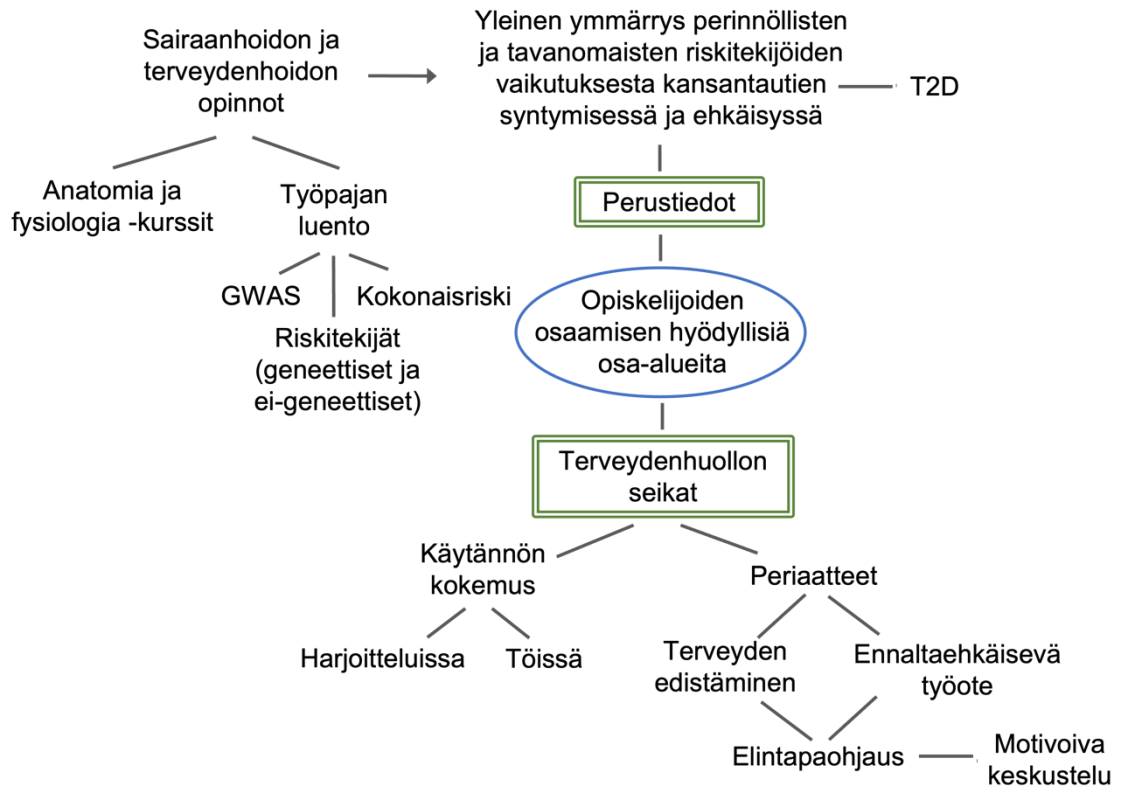 Sairaanhoidon ja
terveydenhoidon
opinnot
Yleinen ymmärrys perinnöllisten
ja tavanomaisten riskitekijöiden
vaikutuksesta kansantautien
syntymisessä ja ehkäisyssä
T2D
Anatomia ja
fysiologia -kurssit
Työpajan
luento
Perustiedot
GWAS
Kokonaisriski
Riskitekijät
(geneettiset ja
ei-geneettiset)
Opiskelijoiden
osaamisen hyödyllisiä
osa-alueita
Terveydenhuollon
seikat
Käytännön
kokemus
Periaatteet
Harjoitteluissa
Töissä
Terveyden
edistäminen
Ennaltaehkäisevä
työote
Elintapaohjaus
Motivoiva
keskustelu